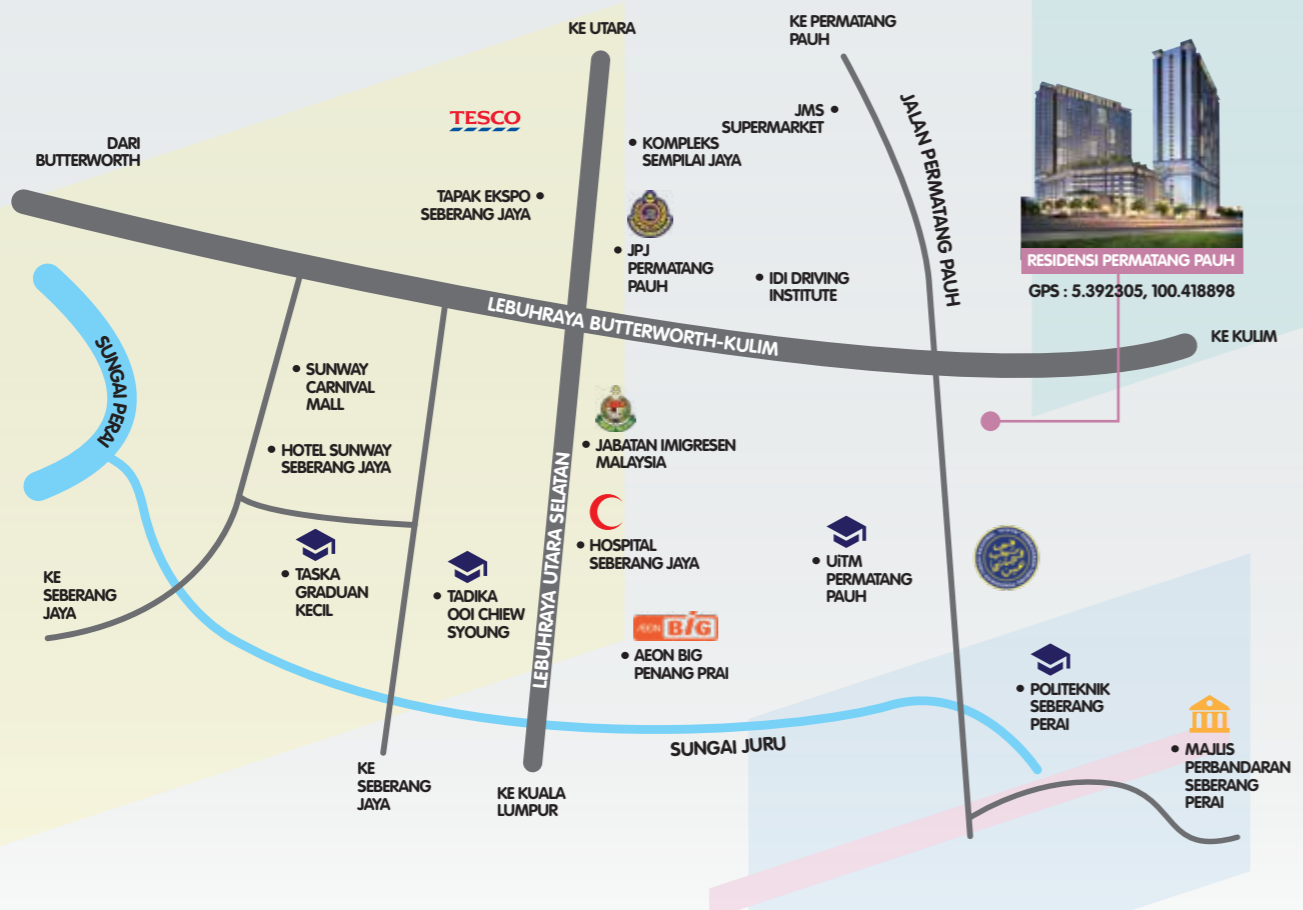 KE UTARA
KE PERMATANG
PAUH
TESCO
JMS
SUPERMARKET
JALAN PERMATANG PAUH
DARI
BUTTERWORTH
KOMPLEKS
SEMPILAI JAYA
TAPAK EKSPO
SEBERANG JAYA
JPJ
PERMATANG
PAUH
IDI DRIVING
INSTITUTE
RESIDENSI PERMATANG PAUH
GPS : 5.392305, 100.418898
LEBUHRAYA BUTTERWORTH-KULIM
KE KULIM
SUNGAI PERAI
SUNWAY
CARNIVAL
MALL
HOTEL SUNWAY
SEBERANG JAYA
JABATAN IMIGRESEN
MALAYSIA
LEBUHRAYA UTARA SELATAN
HOSPITAL
SEBERANG JAYA
KE
SEBERANG
JAYA
TASKA
GRADUAN
KECIL
TADIKA
OOI CHIEW
SYOUNG
UiTM
PERMATANG
PAUH
AEON BIG
AEON BIG
PENANG PRAI
POLITEKNIK
SEBERANG
PERAI
SUNGAI JURU
MAJLIS
PERBANDARAN
SEBERANG
PERAI
KE
SEBERANG
JAYA
KE KUALA
LUMPUR